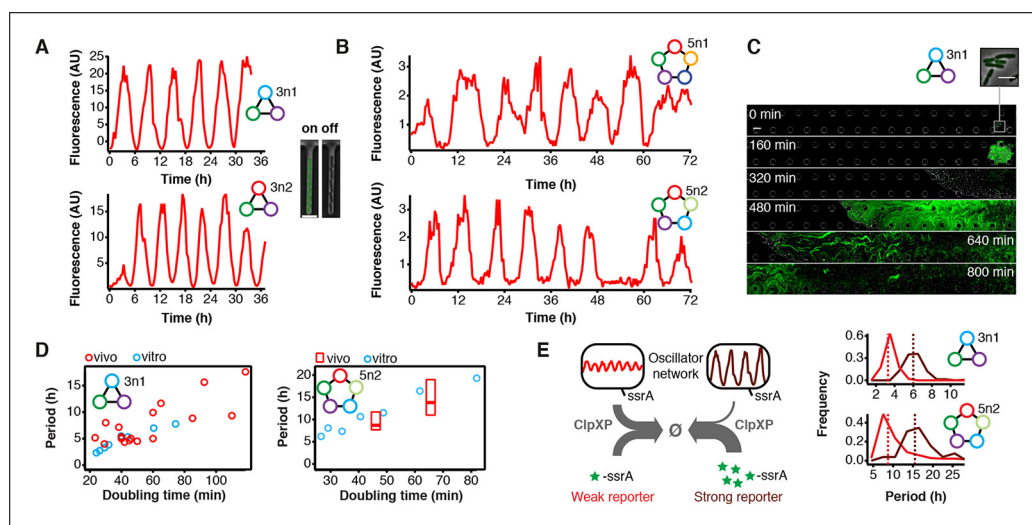 A
Fluorescence (AU)
25
20
15
10
5
0
3n1
0 6 12 18 24 30 36
Time (h)
on off
Fluorescence (AU)
15
10
5
3n2
0 6 12 18 24 30 36
Time (h)
B
Fluorescence (AU)
3
2
1
5n1
0 12 24 36 48 60 72
Time (h)
Fluorescence (AU)
3
2
1
5n2
0 12 24 36 48 60 72
Time (h)
C
3n1
0 min
160 min
320 min
480 min
640 min
800 min
D
vivo vitro
Period (h)
15
10
5
0
3n1
20 40 60 80 100
Doubling time (min)
vivo vitro
Period (h)
20
15
10
5
0
5n2
30 40 50 60 70 80
Doubling time (min)
E
Oscillator
network
ssrA
ssrA
ClpXP
ø
ClpXP
-ssrA
-ssrA
Weak reporter
Strong reporter
Frequency
0.6
0.3
0.0
3n1
2 4 6 8 10
0.4
0.2
0.0
5n2
5 10 15 20 25
Period (h)